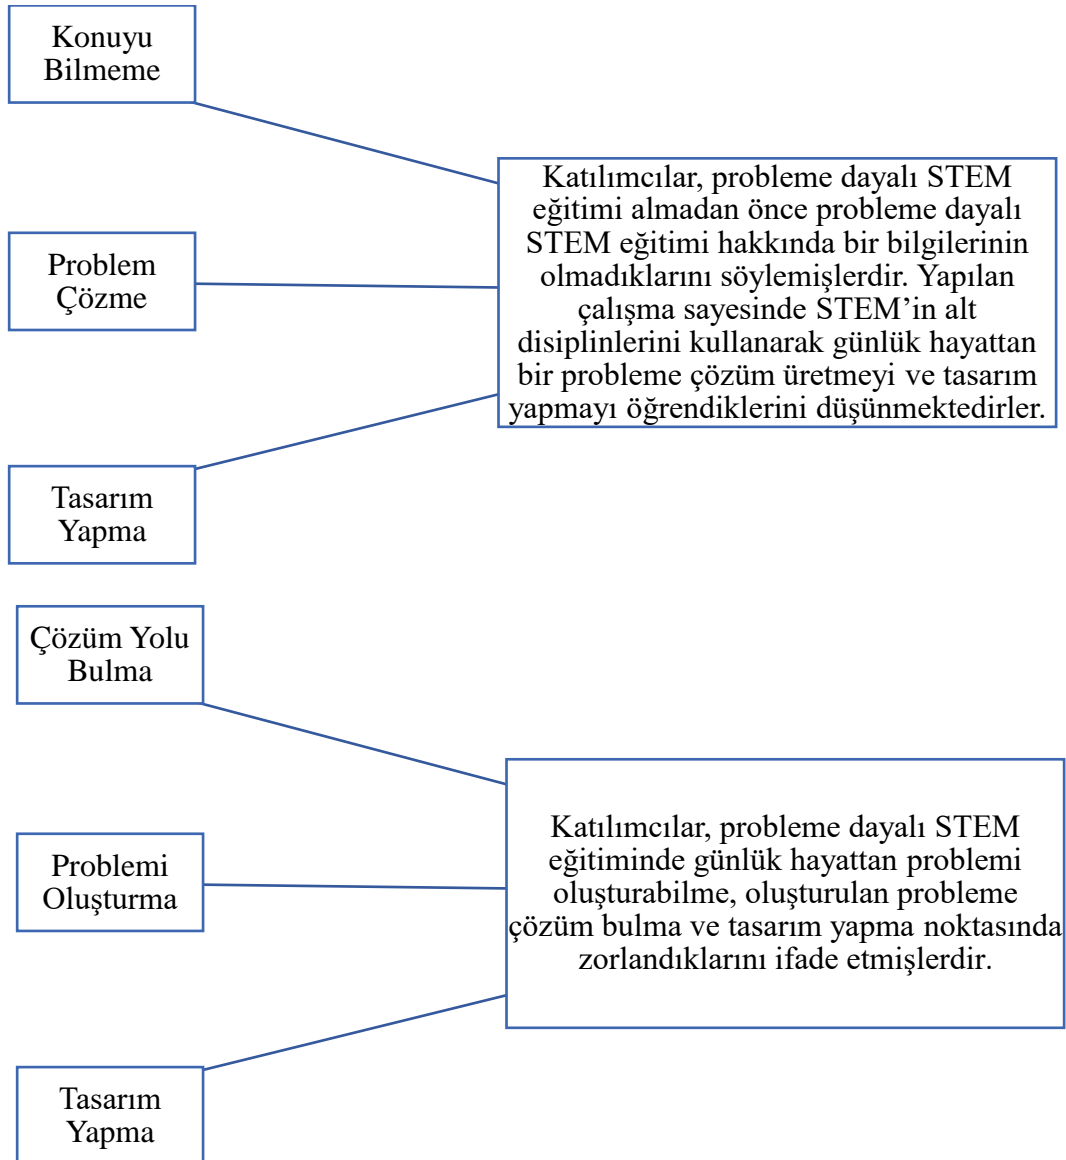 Konuyu
Bilmeme
Problem
Çözme
Tasarım
Yapma
Katılımcılar, probleme dayalı STEM
eğitimi almadan önce probleme dayalı
STEM eğitimi hakkında bir bilgilerinin
olmadıklarını söylemişlerdir. Yapılan
çalışma sayesinde STEM’in alt
disiplinlerini kullanarak günlük hayattan
bir probleme çözüm üretmeyi ve tasarım
yapmayı öğrendiklerini düşünmektedirler.
Çözüm Yolu
Bulma
Problemi
Oluşturma
Tasarım
Yapma
Katılımcılar, probleme dayalı STEM
eğitiminde günlük hayattan problemi
oluşturabilme, oluşturulan probleme
çözüm bulma ve tasarım yapma noktasında
zorlandıklarını ifade etmişlerdir.